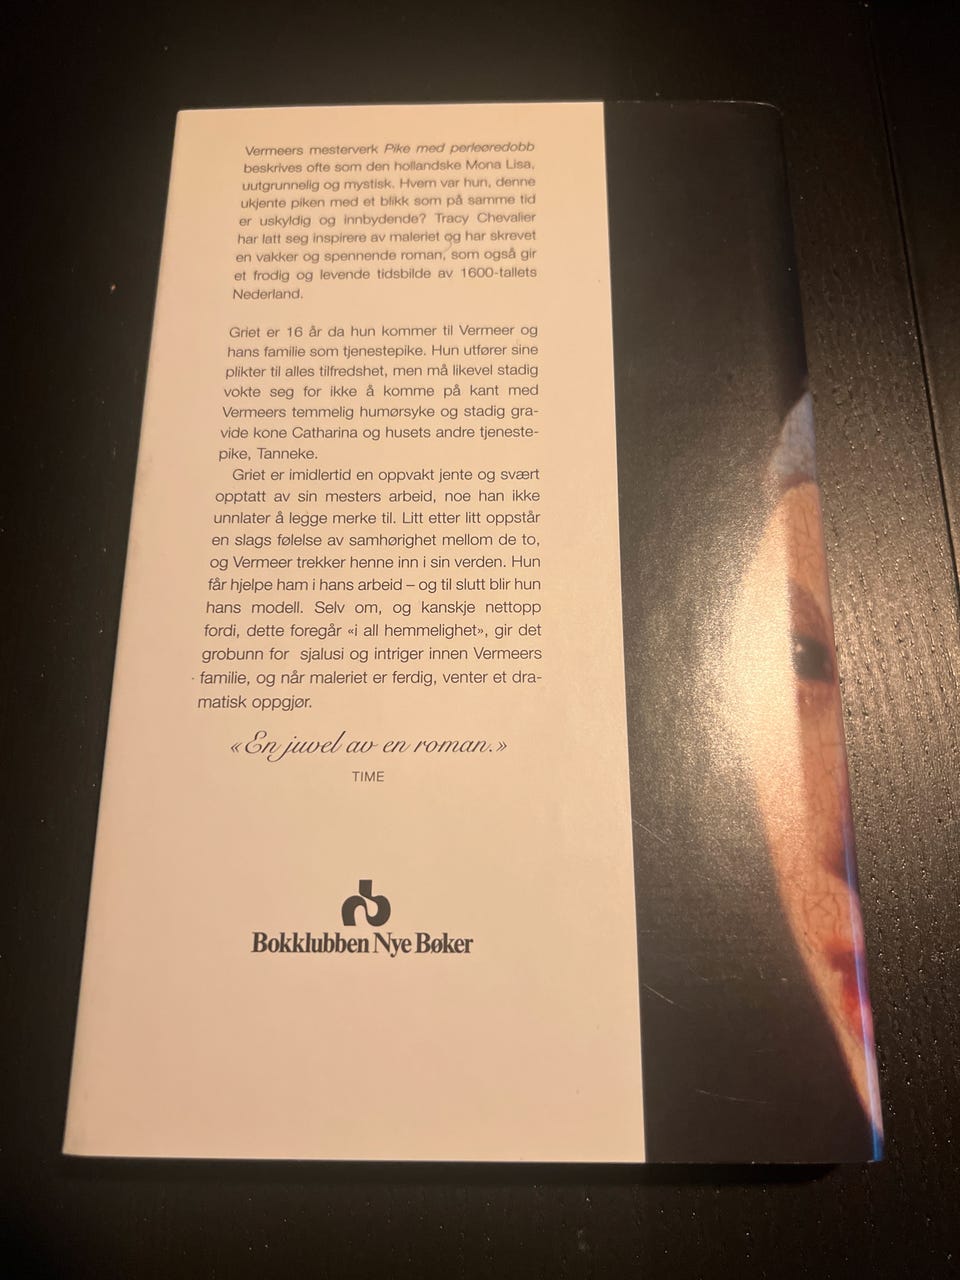 Vermeers mesterverk Pike med perleøredobb
beskrives ofte som den hollandske Mona Lisa,
uutgrunnelig og mystisk. Hvem var hun, denne
ukjente piken med et blikk som på samme tid
er uskyldig og innbydende? Tracy Chevalier
har latt seg inspirere av maleriet og har skrevet
en vakker og spennende roman, som også gir
et frodig og levende tidsbilde av 1600-tallets
Nederland.
Griet er 16 år da hun kommer til Vermeer og
hans familie som tjenestepike. Hun utfører sine
plikter til alles tilfredshet, men må likevel stadig
vokte seg for ikke å komme på kant med
Vermeers temmelig humørsyke og stadig gra-
vide kone Catharina og husets andre tjeneste-
pike, Tanneke.
Griet er imidlertid en oppvakt jente og svært
opptatt av sin mesters arbeid, noe han ikke
unnlater å legge merke til. Litt etter litt oppstår
en slags følelse av samhørighet mellom de to,
og Vermeer trekker henne inn i sin verden. Hun
får hjelpe ham i hans arbeid – og til slutt blir hun
hans modell. Selv om, og kanskje nettopp
fordi, dette foregår «i all hemmelighet», gir det
grobunn for sjalusi og intriger innen Vermeers
familie, og når maleriet er ferdig, venter et dra-
matisk oppgjør.
«En juvel av en roman.»
TIME
Bokklubben Nye Bøker